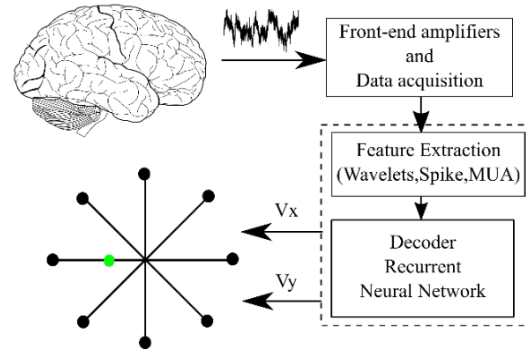 Front-end amplifiers
and
Data acquisition
Feature Extraction
(Wavelets,Spike,MUA)
Vx
Decoder
Recurrent
Neural Network
Vy